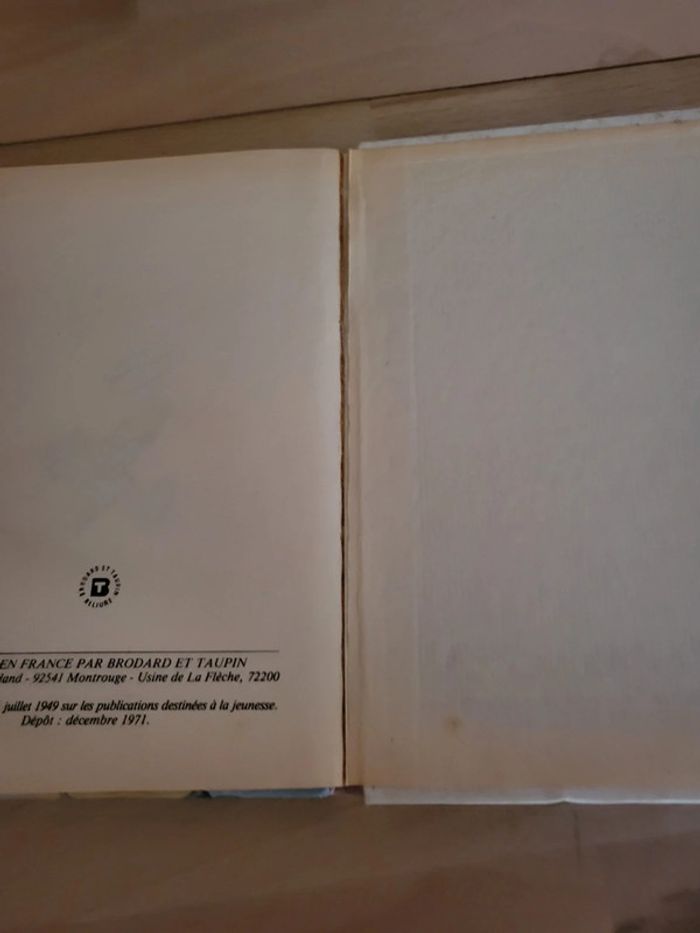 BRODARD ET TAUPIN
BT
RELIURE
EN FRANCE PAR BRODARD ET TAUPIN
- 92541 Montrouge - Usine de La Flèche, 72200
juillet 1949 sur les publications destinées à la jeunesse.
Dépôt : décembre 1971.